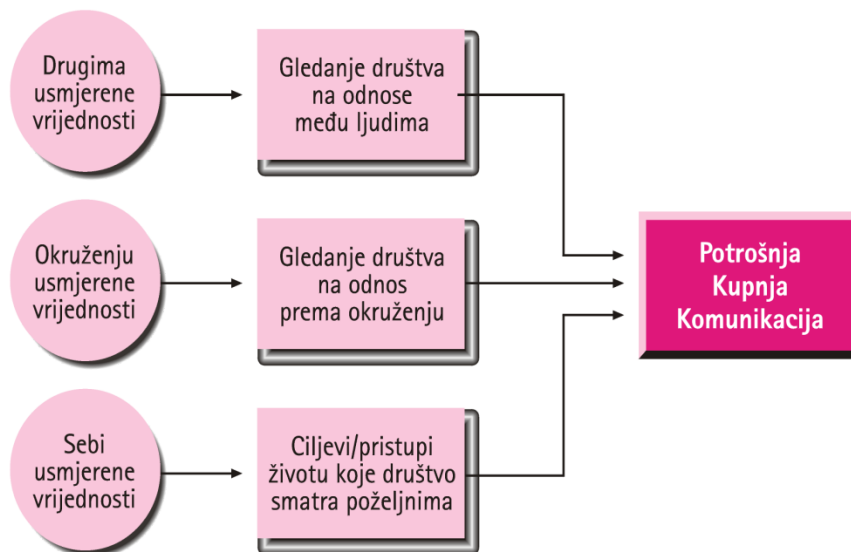 Drugima
usmjerene
vrijednosti
Gledanje društva
na odnose
među ljudima
Okruženju
usmjerene
vrijednosti
Gledanje društva
na odnos
prema okruženju
Sebi
usmjerene
vrijednosti
Ciljevi/pristupi
životu koje društvo
smatra poželjnima
Potrošnja
Kupnja
Komunikacija